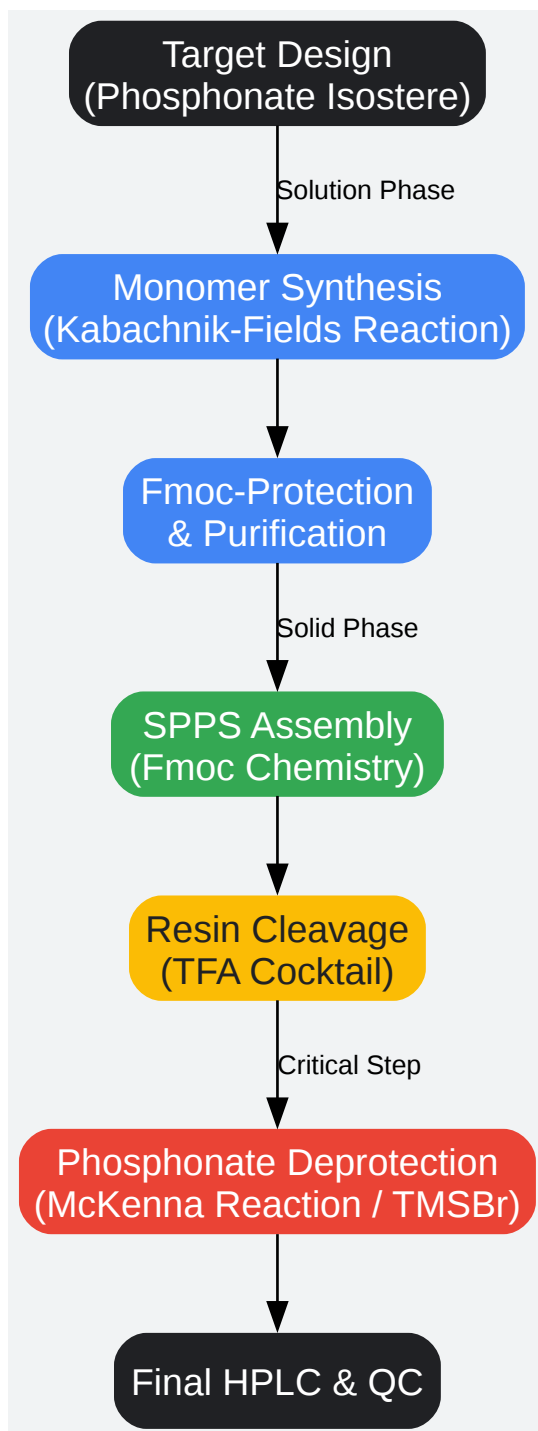 Target Design
(Phosphonate Isostere)
Solution Phase
Monomer Synthesis
(Kabachnik-Fields Reaction)
Fmoc-Protection
& Purification
Solid Phase
SPPS Assembly
(Fmoc Chemistry)
Resin Cleavage
(TFA Cocktail)
Critical Step
Phosphonate Deprotection
(McKenna Reaction / TMSBr)
Final HPLC & QC